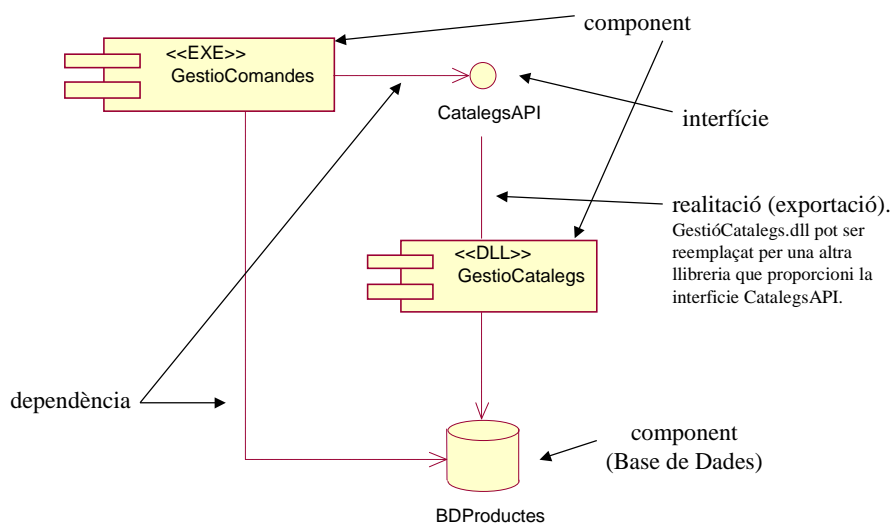 component
<<EXE>>
GestioComandes
CatalegsAPI
interfície
realització (exportació).
GestióCatalegs.dll pot ser
reemplaçat per una altra
llibreria que proporcioni la
interficie CatalegsAPI.
<<DLL>>
GestioCatalegs
dependència
component
(Base de Dades)
BDProductes